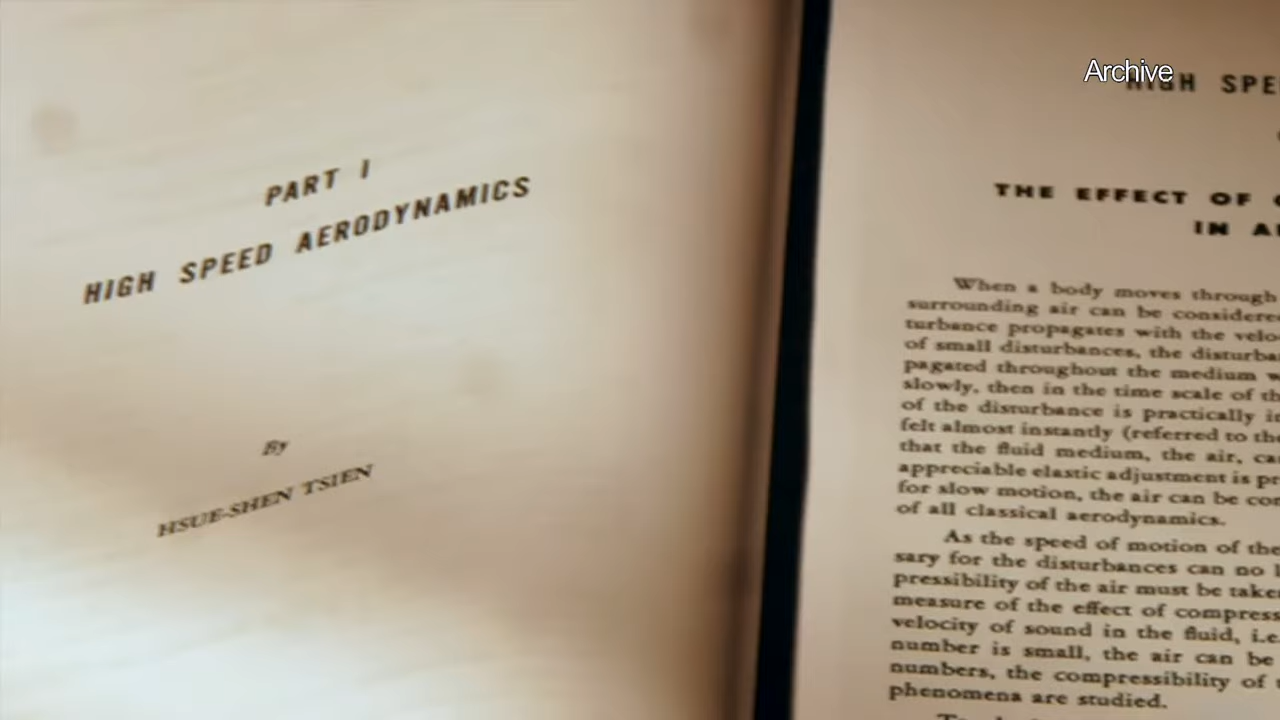 PART I
HIGH SPEED AERODYNAMICS
By
HSUE-SHEN TSIEN
Archive
HIGH SPE
THE EFFECT OF
IN
When a body moves through
surrounding air can be considere
turbance propagates with the velo
of small disturbances, the disturba
pagated throughout the medium w
slowly, then in the time scale of th
of the disturbance is practically i
felt almost instantly (referred to the
that the fluid medium, the air, ca
appreciable elastic adjustment is pr
for slow motion, the air can be co
of all classical aerodynamics.
As the speed of motion of the
sary for the disturbances can no l
pressibility of the air must be take
measure of the effect of compress
velocity of sound in the fluid, i.e.
number is small, the air can be
numbers, the compressibility of
phenomena are studied.